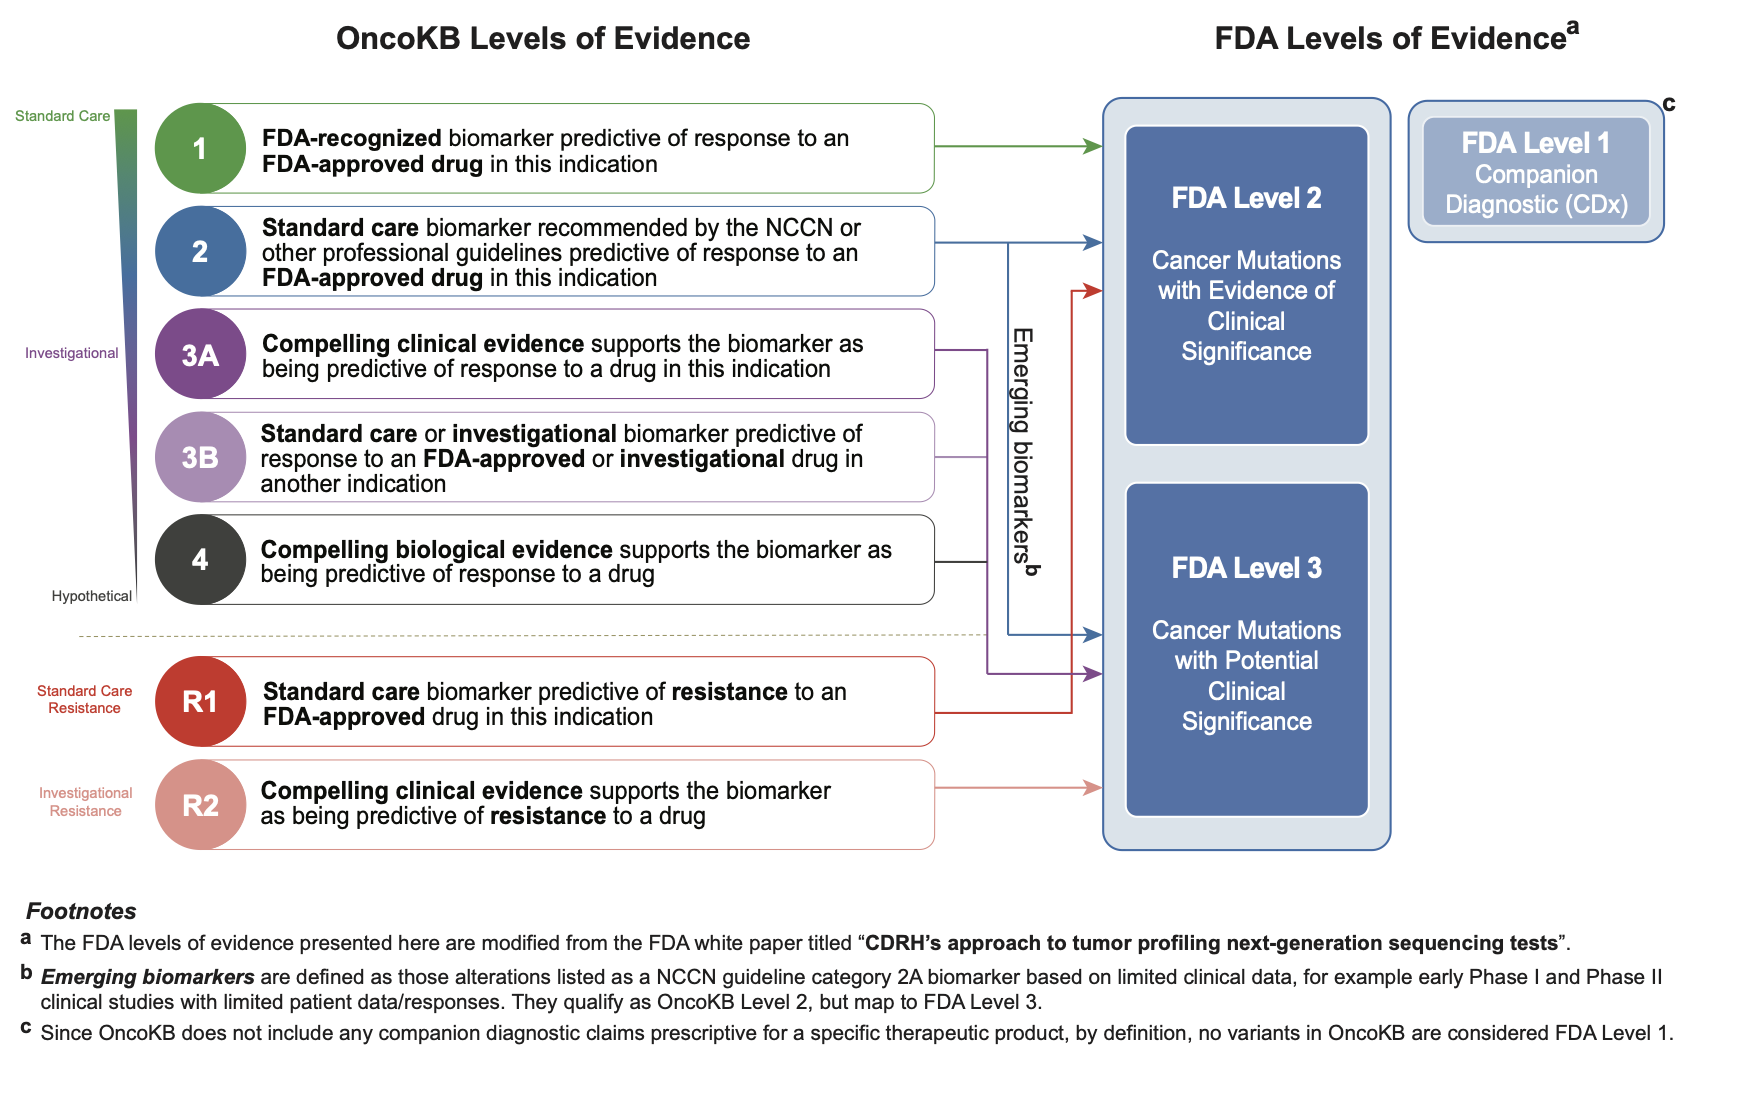 OncoKB Levels of Evidence
FDA Levels of Evidence a
Standard Care
1
FDA-recognized biomarker predictive of response to an
FDA-approved drug in this indication
2
Standard care biomarker recommended by the NCCN or
other professional guidelines predictive of response to an
FDA-approved drug in this indication
Investigational
3A
Compelling clinical evidence supports the biomarker as
being predictive of response to a drug in this indication
3B
Standard care or investigational biomarker predictive of
response to an FDA-approved or investigational drug in
another indication
4
Compelling biological evidence supports the biomarker as
being predictive of response to a drug
Hypothetical
Standard Care
Resistance
R1
Standard care biomarker predictive of resistance to an
FDA-approved drug in this indication
Investigational
Resistance
R2
Compelling clinical evidence supports the biomarker
as being predictive of resistance to a drug
Emerging biomarkers b
FDA Level 2
Cancer Mutations
with Evidence of
Clinical
Significance
FDA Level 3
Cancer Mutations
with Potential
Clinical
Significance
c
FDA Level 1
Companion
Diagnostic (CDx)
Footnotes
a The FDA levels of evidence presented here are modified from the FDA white paper titled “CDRH’s approach to tumor profiling next-generation sequencing tests”.
b Emerging biomarkers are defined as those alterations listed as a NCCN guideline category 2A biomarker based on limited clinical data, for example early Phase I and Phase II
clinical studies with limited patient data/responses. They qualify as OncoKB Level 2, but map to FDA Level 3.
c Since OncoKB does not include any companion diagnostic claims prescriptive for a specific therapeutic product, by definition, no variants in OncoKB are considered FDA Level 1.